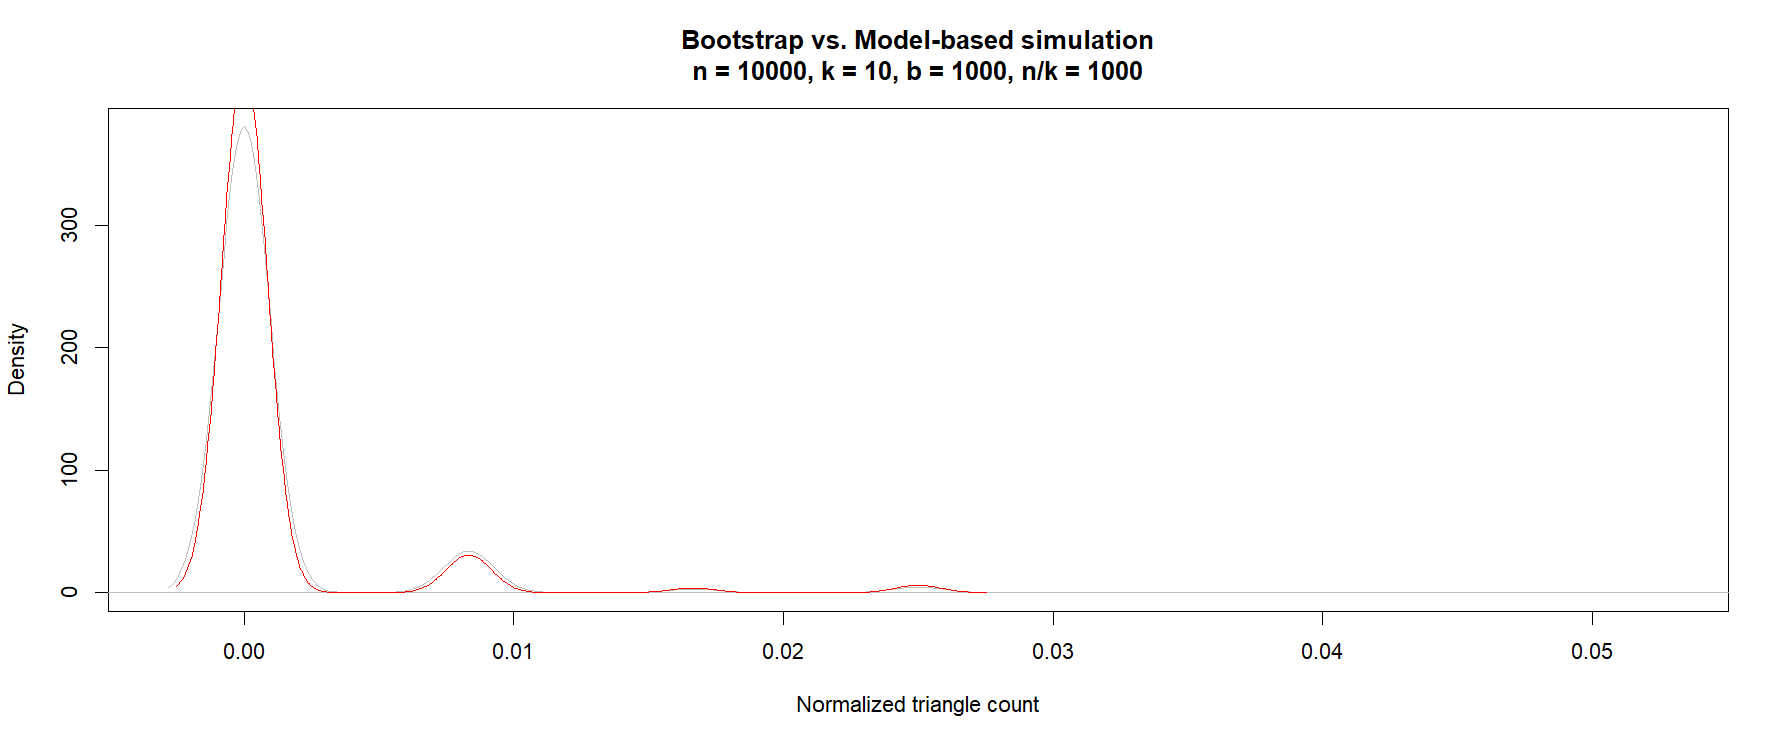 Bootstrap vs. Model-based simulation
n = 10000, k = 10, b = 1000, n/k = 1000
Density
300
200
100
0
0.00 0.01 0.02 0.03 0.04 0.05
Normalized triangle count